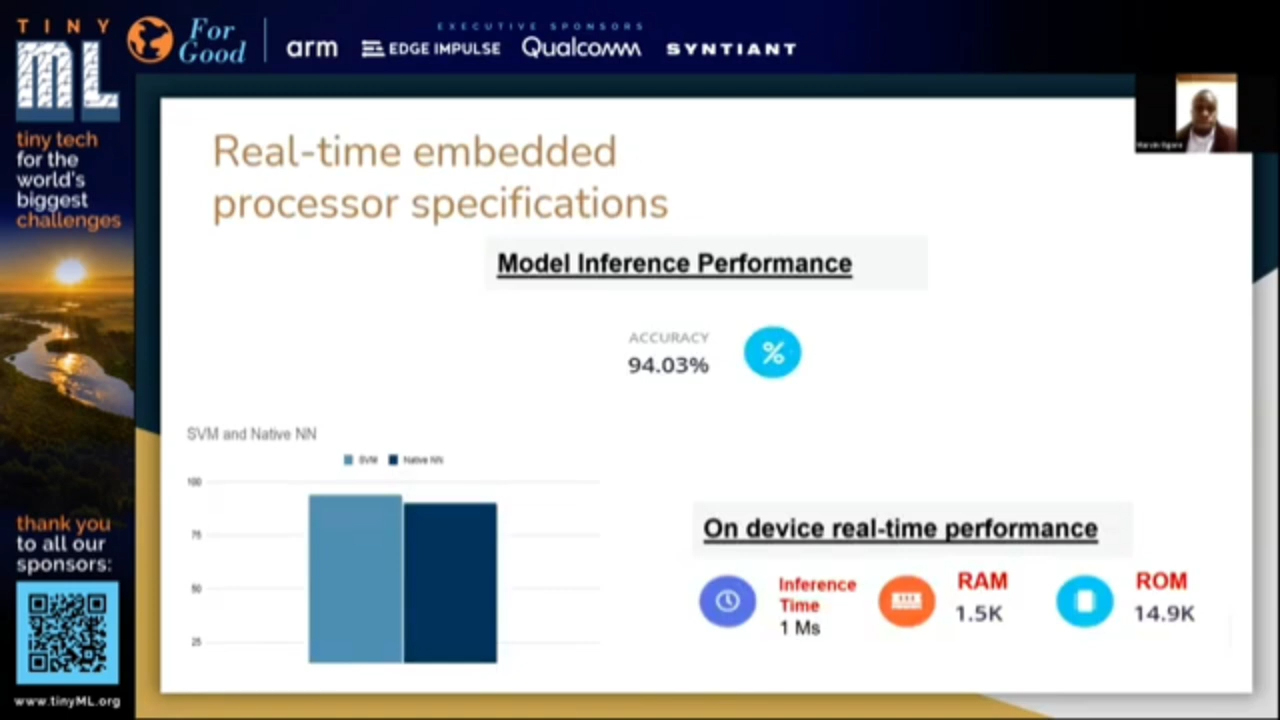 TINY
ML
For
Good
EXECUTIVE SPONSORS
arm
EDGE IMPULSE
Qualcomm
SYNTIANT
tiny tech
for the
world's
biggest
challenges
Real-time embedded
processor specifications
Model Inference Performance
ACCURACY
94.03%
%
SVM and Native NN
SVM
Native NN
100
75
50
25
On device real-time performance
Inference
Time
1 Ms
RAM
1.5K
ROM
14.9K
thank you
to all our
sponsors:
www.tinyML.org